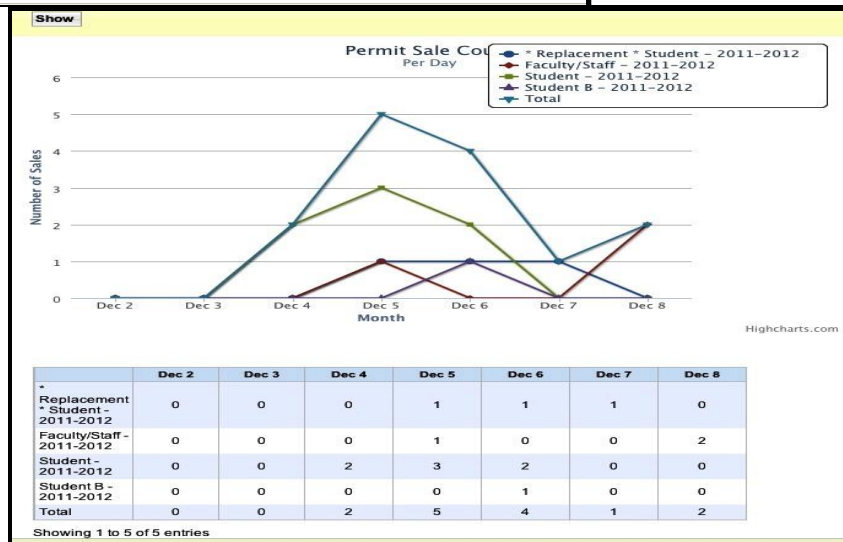 Show
Permit Sale Cou
Per Day
* Replacement * Student - 2011-2012
Faculty/Staff - 2011-2012
Student - 2011-2012
Student B - 2011-2012
Total
Number of Sales
6
5
4
3
2
1
0
Dec 2 Dec 3 Dec 4 Dec 5 Dec 6 Dec 7 Dec 8
Month
Highcharts.com
Dec 2 Dec 3 Dec 4 Dec 5 Dec 6 Dec 7 Dec 8
*
Replacement
* Student -
2011-2012
0 0 0 1 1 1 0
Faculty/Staff -
2011-2012
0 0 0 1 0 0 2
Student -
2011-2012
0 0 2 3 2 0 0
Student B -
2011-2012
0 0 0 0 1 0 0
Total 0 0 2 5 4 1 2
Showing 1 to 5 of 5 entries